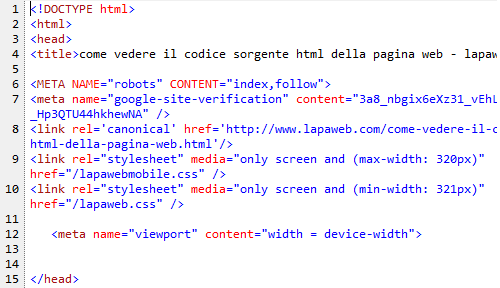 1 <!DOCTYPE html>
2 <html>
3 <head>
4 <title>come vedere il codice sorgente html della pagina web - lapaw
5
6 <META NAME="robots" CONTENT="index,follow">
7 <meta name="google-site-verification" content="3a8_nbgix6eXz31_vEhL
_Hp3QTU44hkhewNA" />
8 <link rel='canonical' href='http://www.lapaweb.com/come-vedere-il-c
html-della-pagina-web.html'/>
9 <link rel="stylesheet" media="only screen and (max-width: 320px)"
href="/lapawebmobile.css" />
10 <link rel="stylesheet" media="only screen and (min-width: 321px)"
href="/lapaweb.css" />
11
12 <meta name="viewport" content="width = device-width">
13
14
15 </head>